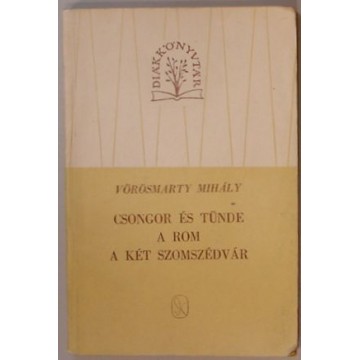 DIÁKKÖNYVTÁR
VÖRÖSMARTY MIHÁLY
CSONGOR ÉS TÜNDE
A ROM
A KÉT SZOMSZÉDVÁR